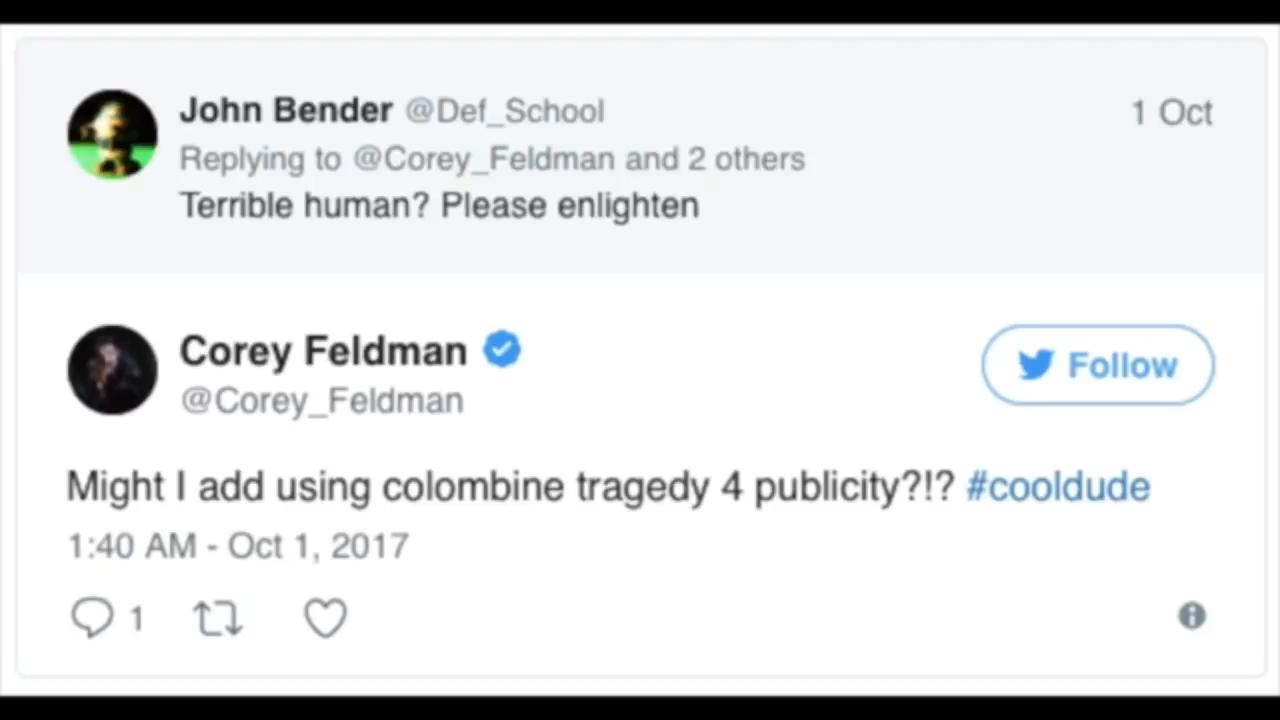 John Bender @Def_School 1 Oct
Replying to @Corey_Feldman and 2 others
Terrible human? Please enlighten
Corey Feldman
Follow
@Corey_Feldman
Might I add using colombine tragedy 4 publicity?!? #cooldude
1:40 AM - Oct 1, 2017
1